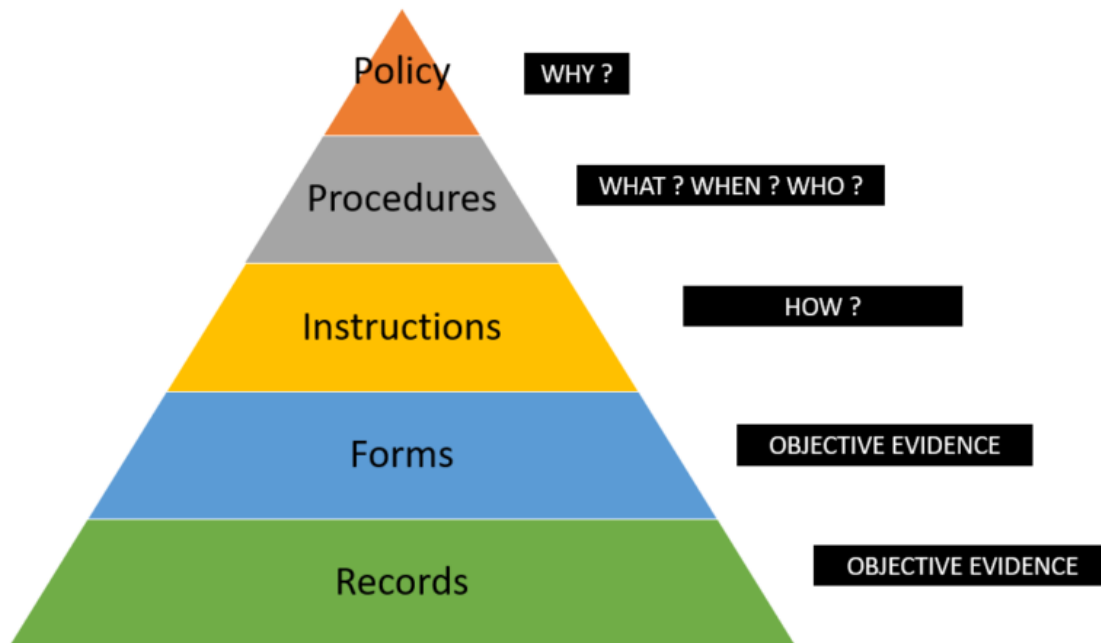 Policy
WHY ?
Procedures
WHAT ? WHEN ? WHO ?
Instructions
HOW ?
Forms
OBJECTIVE EVIDENCE
Records
OBJECTIVE EVIDENCE